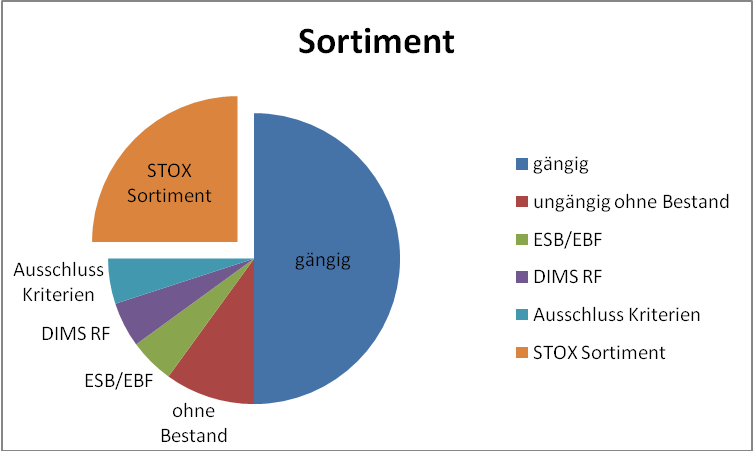 Sortiment
STOX
Sortiment
gängig
Ausschluss
Kriterien
DIMS RF
ESB/EBF
ohne
Bestand
gängig
ungängig ohne Bestand
ESB/EBF
DIMS RF
Ausschluss Kriterien
STOX Sortiment